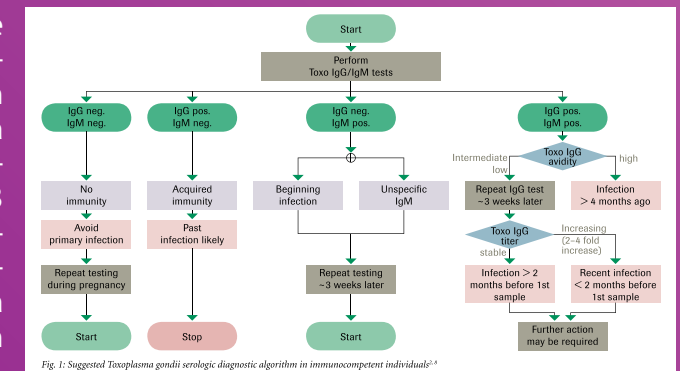 Start
Perform
Toxo IgG/IgM tests
IgG neg.
IgM neg.
IgG pos.
IgM neg.
IgG neg.
IgM pos.
IgG pos.
IgM pos.
Intermediate
low
Toxo IgG
avidity
high
No
immunity
Acquired
immunity
Beginning
infection
Unspecific
IgM
Repeat IgG test
~3 weeks later
Infection
> 4 months ago
Avoid
primary infection
Past
infection likely
Toxo IgG
titer
stable
Increasing
(2–4 fold
increase)
Repeat testing
during pregnancy
Repeat testing
~3 weeks later
Infection > 2
months before 1st
sample
Recent infection
< 2 months before
1st sample
Start
Stop
Start
Further action
may be required
Fig. 1: Suggested Toxoplasma gondii serologic diagnostic algorithm in immunocompetent individuals